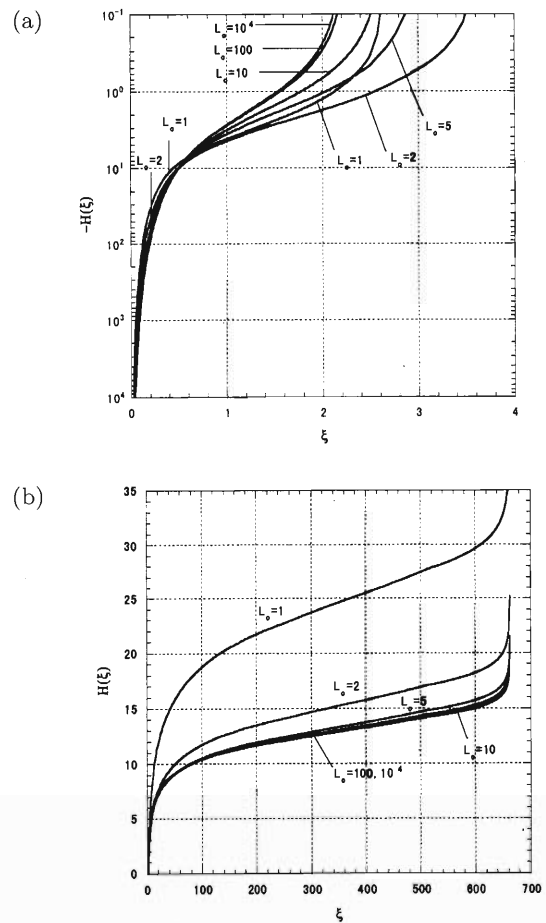 (a)
10⁻¹
L₀=10⁴
L₀=100
L₀=10
10⁰
L₀=1
L₀=5
L₀=2
L₀=1
L₀=2
10¹
-H(ξ)
10²
10³
10⁴
0 1 2 3 4
ξ
(b)
35
30
25
L₀=1
20
H(ξ)
L₀=2
15
L₀=5
L₀=10
10
L₀=100, 10⁴
5
0
0 100 200 300 400 500 600 700
ξ